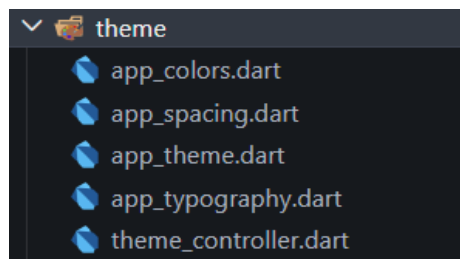 theme
app_colors.dart
app_spacing.dart
app_theme.dart
app_typography.dart
theme_controller.dart